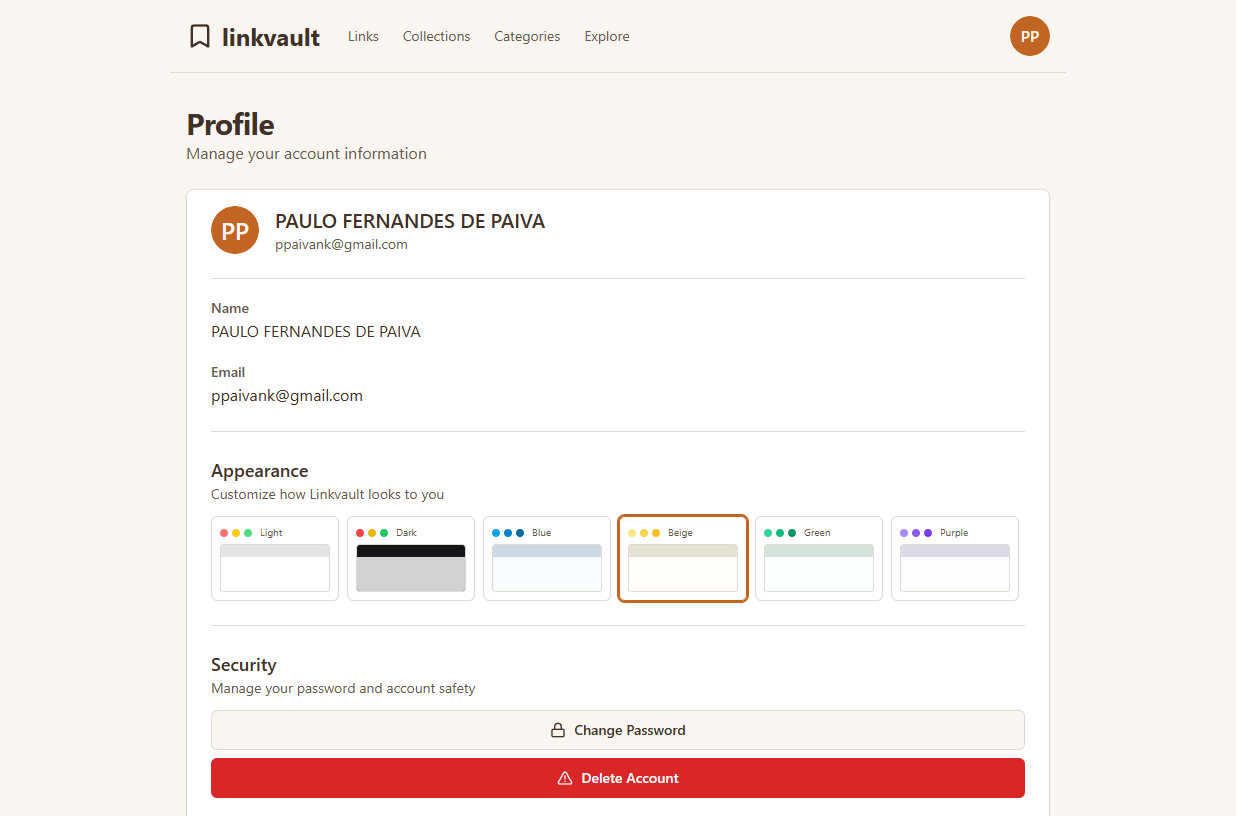 linkvault Links Collections Categories Explore PP
Profile
Manage your account information
PP PAULO FERNANDES DE PAIVA
ppaivank@gmail.com
Name
PAULO FERNANDES DE PAIVA
Email
ppaivank@gmail.com
Appearance
Customize how Linkvault looks to you
Light Dark Blue Beige Green Purple
Security
Manage your password and account safety
Change Password
Delete Account